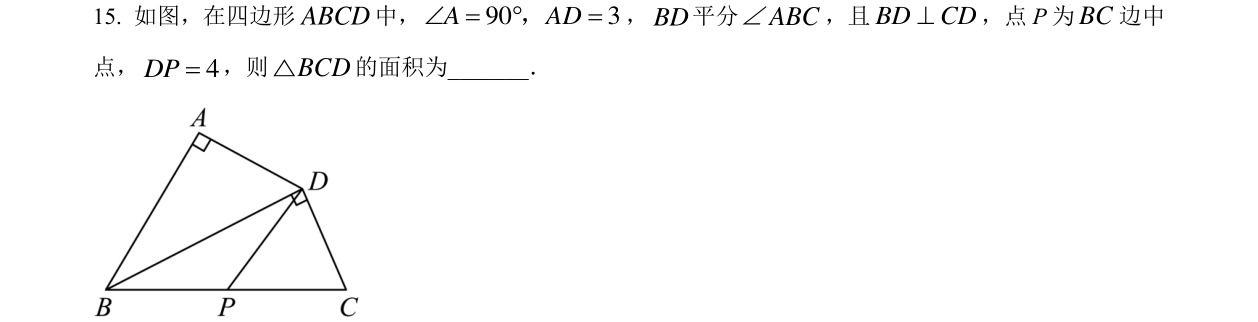 15. 如图，在四边形 ABCD 中，∠A = 90°，AD = 3，BD 平分∠ABC，且 BD ⊥ CD，点 P 为 BC 边中
点，DP = 4，则 △BCD 的面积为______．
A
D
B P C